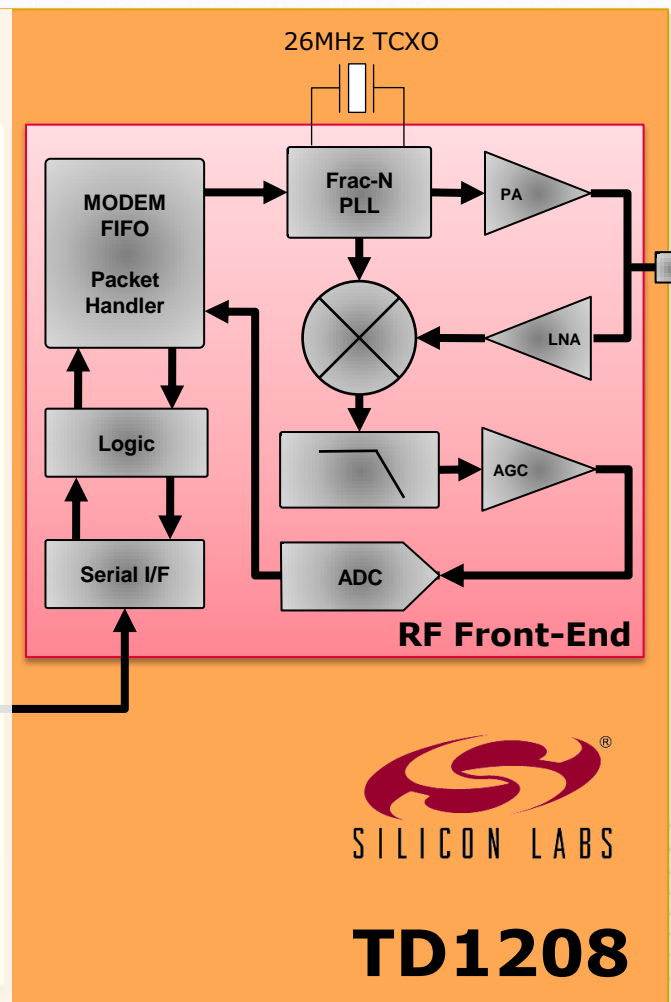 26MHz TCXO
MODEM
FIFO
Packet
Handler
Frac-N
PLL
PA
LNA
Logic
AGC
Serial I/F
ADC
RF Front-End
®
SILICON LABS
TD1208